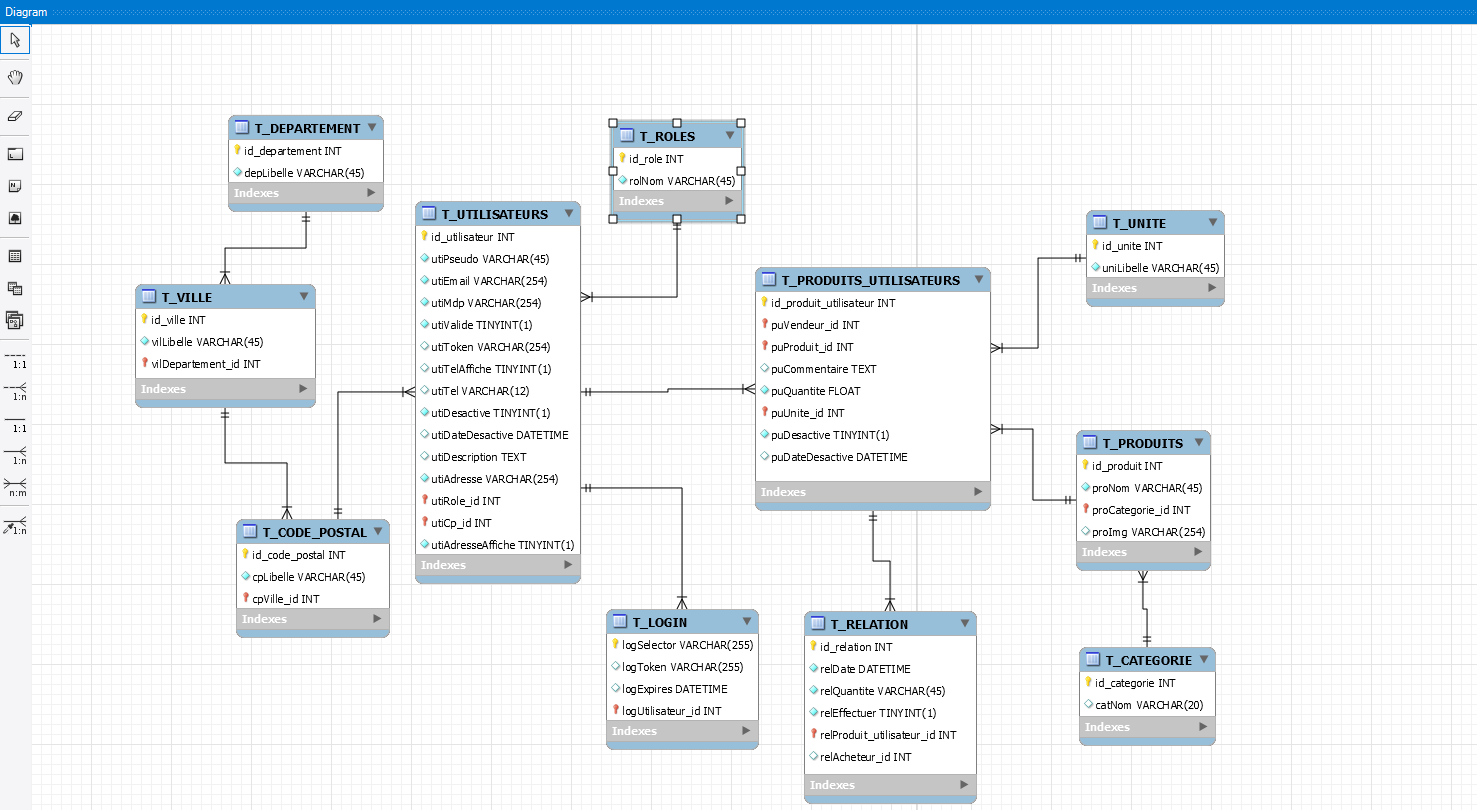 Diagram
T_DEPARTEMENT
id_departement INT
depLibelle VARCHAR(45)
Indexes
T_ROLES
id_role INT
rolNom VARCHAR(45)
Indexes
T_UTILISATEURS
id_utilisateur INT
utiPseudo VARCHAR(45)
utiEmail VARCHAR(254)
utiMdp VARCHAR(254)
utiValide TINYINT(1)
utiToken VARCHAR(254)
utiTelAffiche TINYINT(1)
utiTel VARCHAR(12)
utiDesactive TINYINT(1)
utiDateDesactive DATETIME
utiDescription TEXT
utiAdresse VARCHAR(254)
utiRole_id INT
utiCp_id INT
utiAdresseAffiche TINYINT(1)
Indexes
T_UNITE
id_unite INT
uniLibelle VARCHAR(45)
Indexes
T_PRODUITS_UTILISATEURS
id_produit_utilisateur INT
puVendeur_id INT
puProduit_id INT
puCommentaire TEXT
puQuantite FLOAT
puUnite_id INT
puDesactive TINYINT(1)
puDateDesactive DATETIME
Indexes
T_VILLE
id_ville INT
vilLibelle VARCHAR(45)
vilDepartement_id INT
Indexes
1:1
1:n
1:1
1:n
n:m
1:n
T_PRODUITS
id_produit INT
proNom VARCHAR(45)
proCategorie_id INT
proImg VARCHAR(254)
Indexes
T_CODE_POSTAL
id_code_postal INT
cpLibelle VARCHAR(45)
cpVille_id INT
Indexes
T_LOGIN
logSelector VARCHAR(255)
logToken VARCHAR(255)
logExpires DATETIME
logUtilisateur_id INT
Indexes
T_RELATION
id_relation INT
relDate DATETIME
relQuantite VARCHAR(45)
relEffectuer TINYINT(1)
relProduit_utilisateur_id INT
relAcheteur_id INT
Indexes
T_CATEGORIE
id_categorie INT
catNom VARCHAR(20)
Indexes